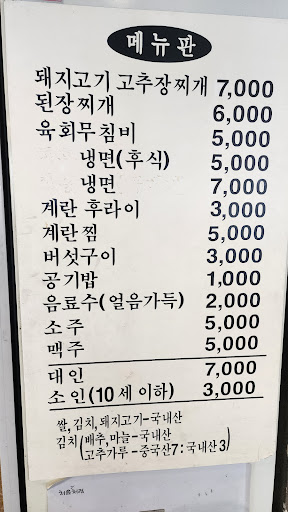 메뉴판
돼지고기 고추장찌개 7,000
된장찌개 6,000
육회무침비 5,000
냉면(후식) 5,000
냉면 7,000
계란 후라이 3,000
계란찜 5,000
버섯구이 3,000
공기밥 1,000
음료수(얼음가득) 2,000
소주 5,000
맥주 5,000
대인 7,000
소인(10세 이하) 3,000
쌀,김치,돼지고기-국내산
김치(배추,마늘-국내산
(고추가루-중국산7:국내산3)